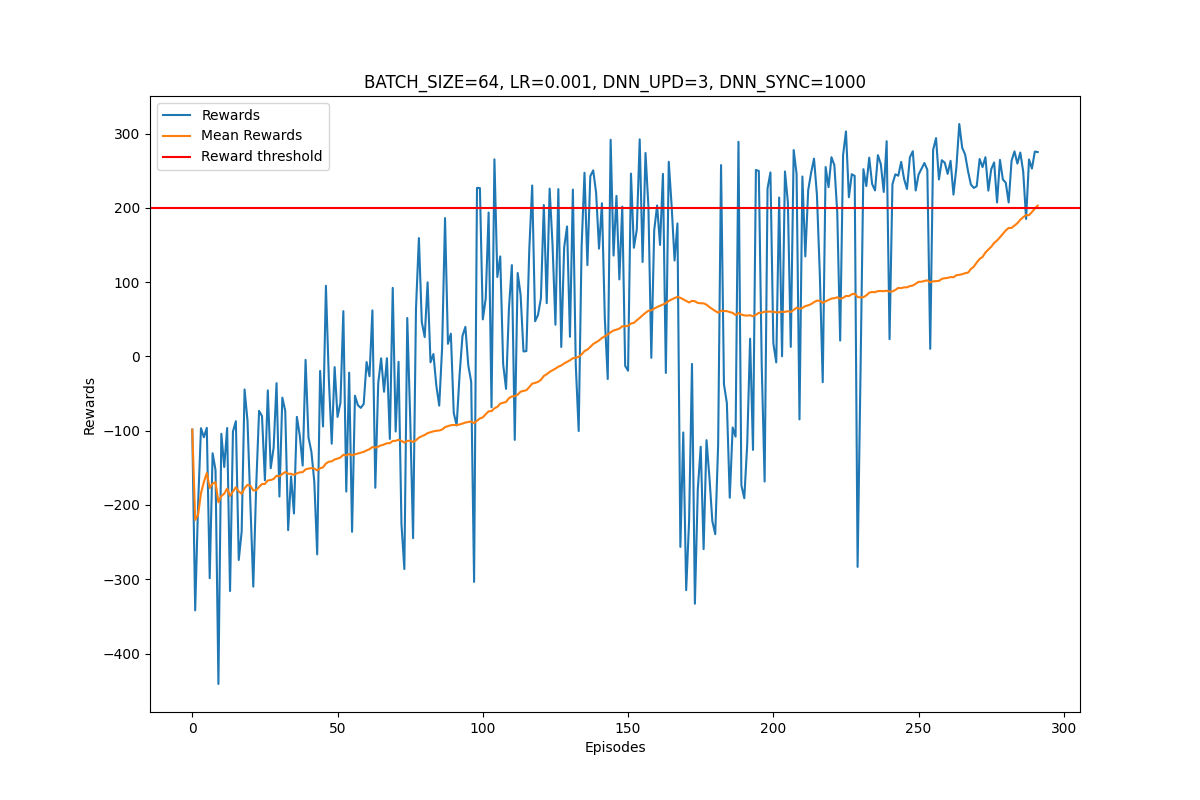 BATCH_SIZE=64, LR=0.001, DNN_UPD=3, DNN_SYNC=1000
Rewards
Mean Rewards
Reward threshold
300
200
100
0
−100
−200
−300
−400
Rewards
0
50
100
150
200
250
300
Episodes